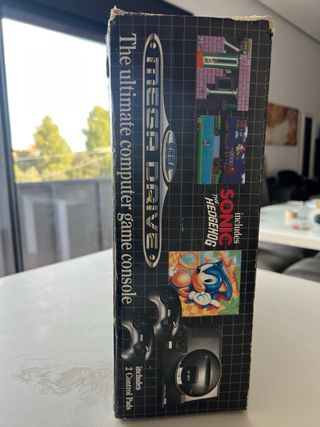 SEGA
MEGA DRIVE
The ultimate computer game console
includes
SONIC
THE HEDGEHOG
includes
2 Control Pads